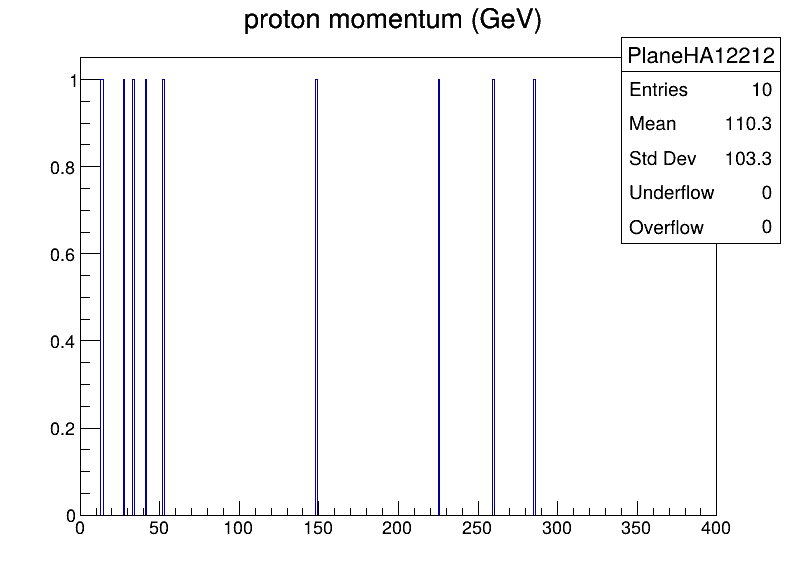 proton momentum (GeV)
PlaneHA12212
Entries 10
Mean 110.3
Std Dev 103.3
Underflow 0
Overflow 0
1
0.8
0.6
0.4
0.2
0
0 50 100 150 200 250 300 350 400